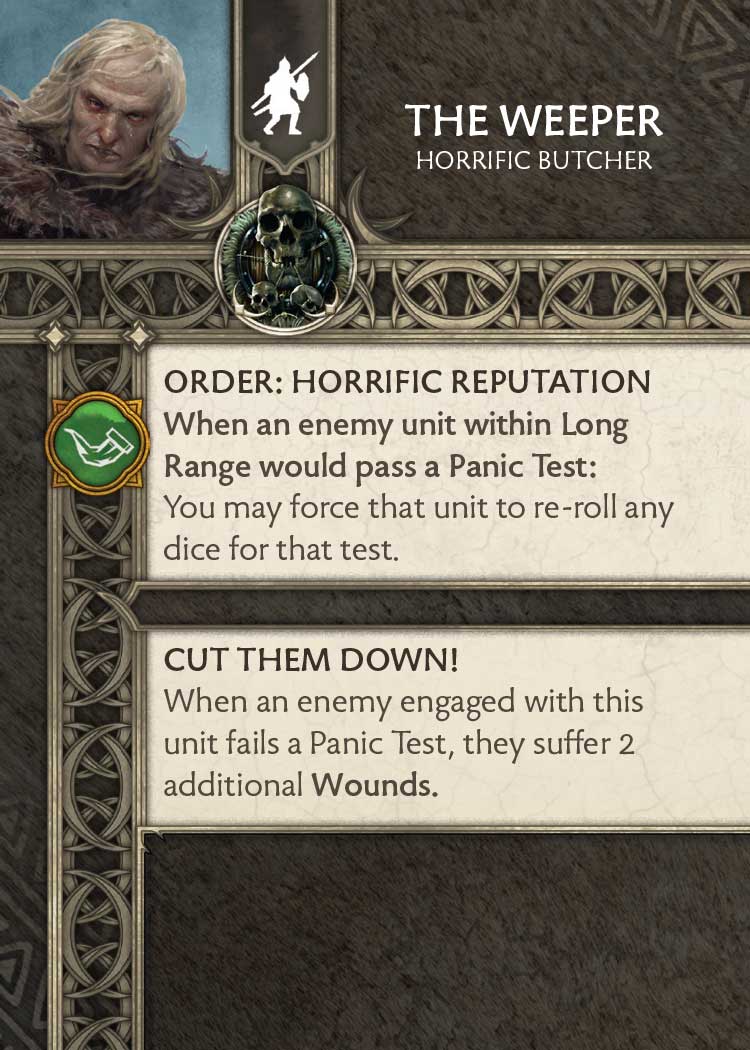 THE WEEPER
HORRIFIC BUTCHER
ORDER: HORRIFIC REPUTATION
When an enemy unit within Long
Range would pass a Panic Test:
You may force that unit to re-roll any
dice for that test.
CUT THEM DOWN!
When an enemy engaged with this
unit fails a Panic Test, they suffer 2
additional Wounds.